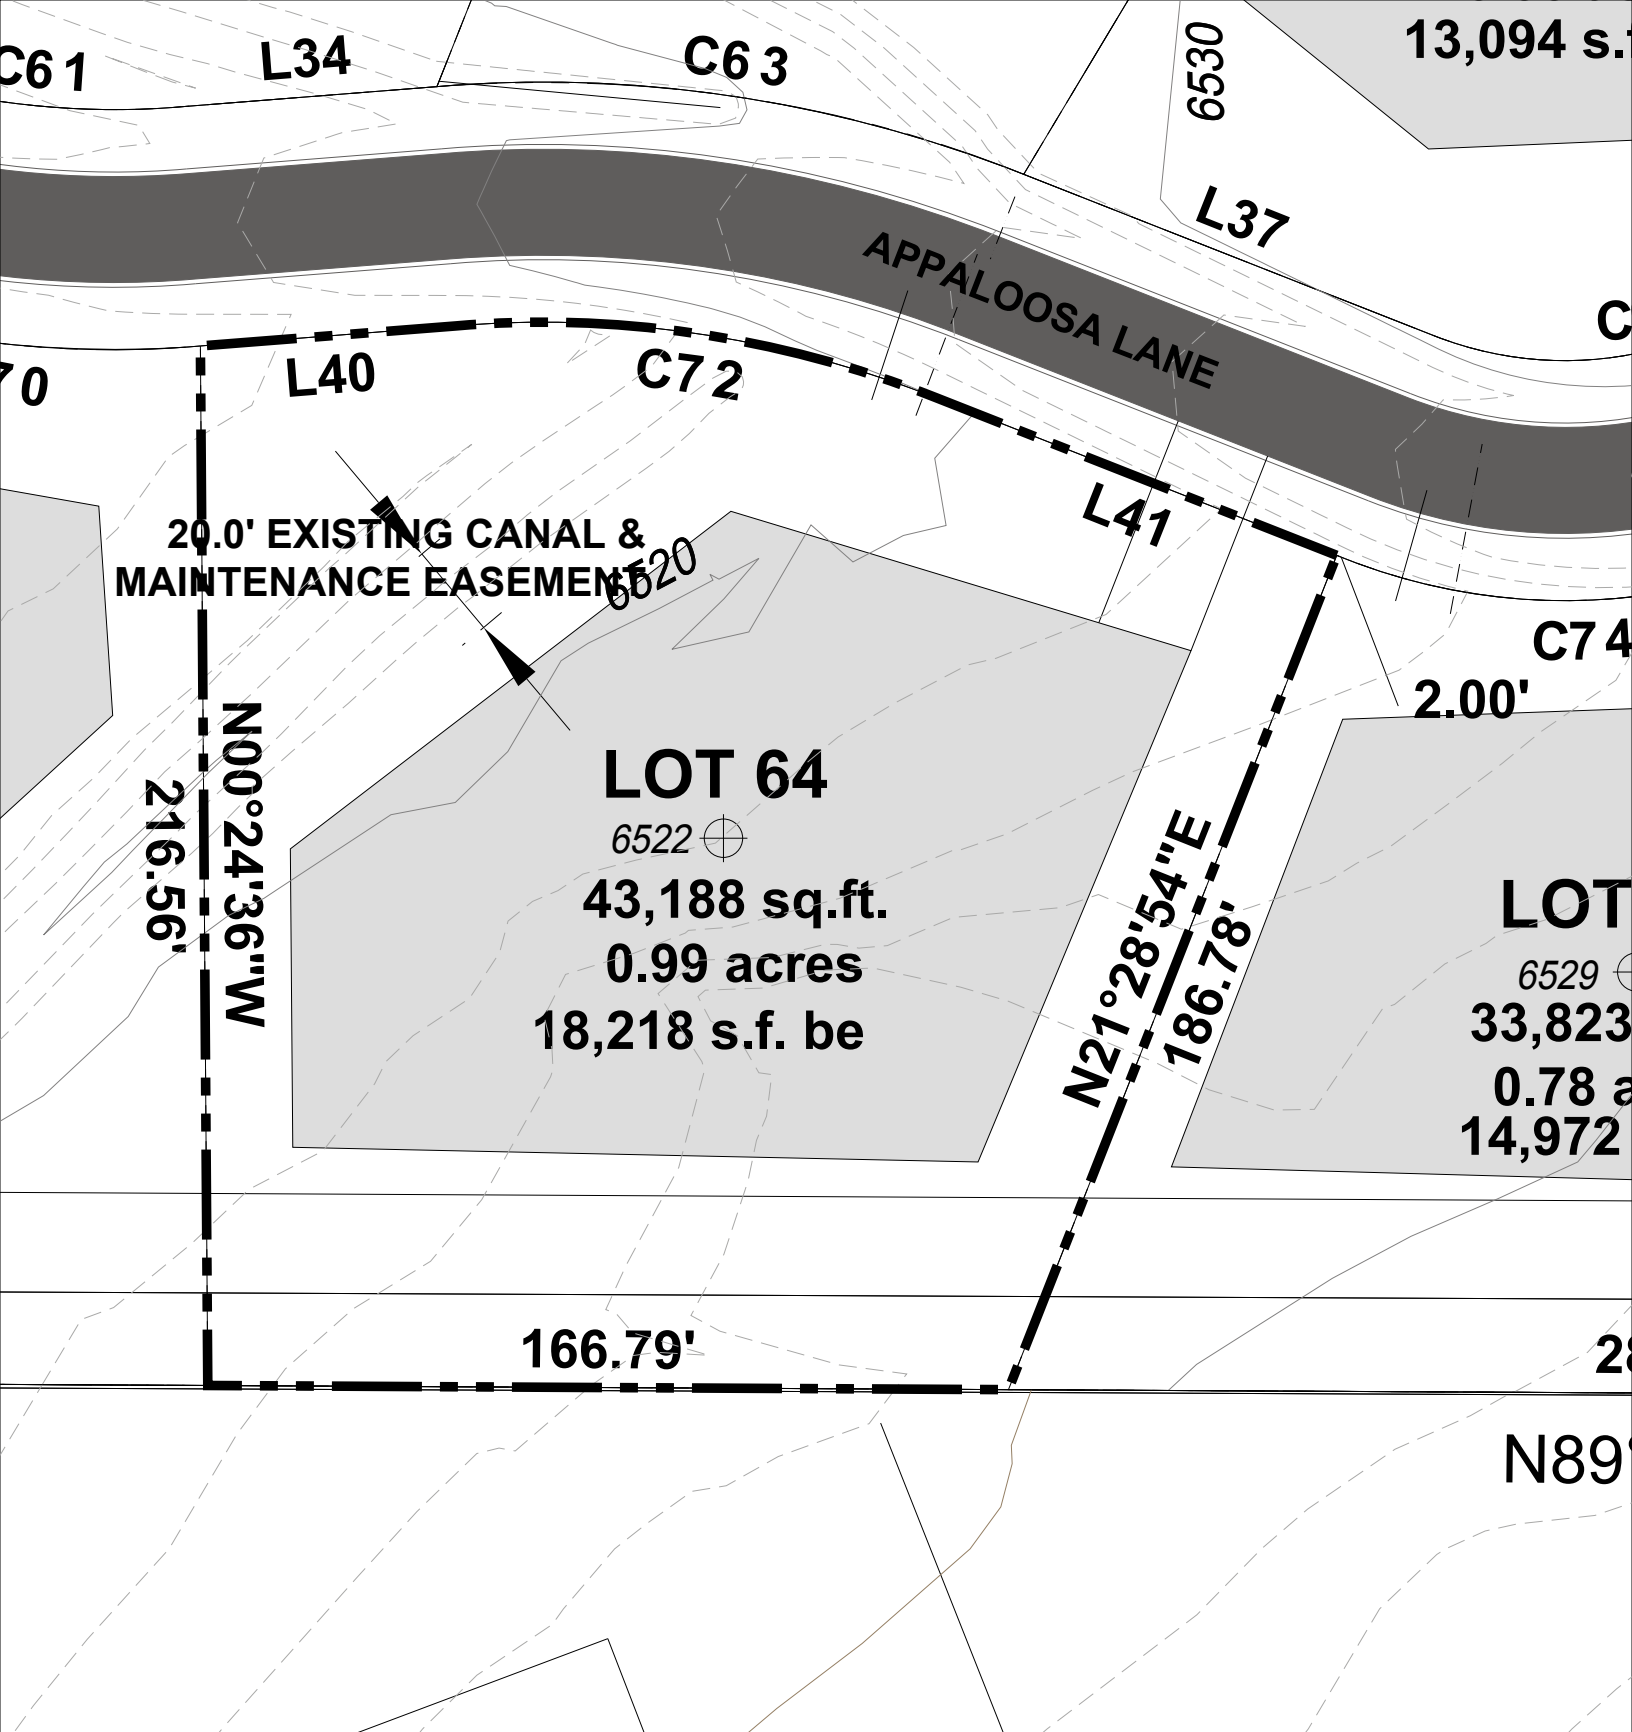 13,094 s.f
C61
L34
C63
6530
L37
APPALOOSA LANE
C
70
L40
C72
L41
20.0' EXISTING CANAL &
MAINTENANCE EASEMENT
6520
C74
2.00'
N00°24'36"W
216.56'
LOT 64
6522
43,188 sq.ft.
0.99 acres
18,218 s.f. be
N21°28'54"E
186.78'
LOT
6529
33,823
0.78 a
14,972
166.79'
28
N89°